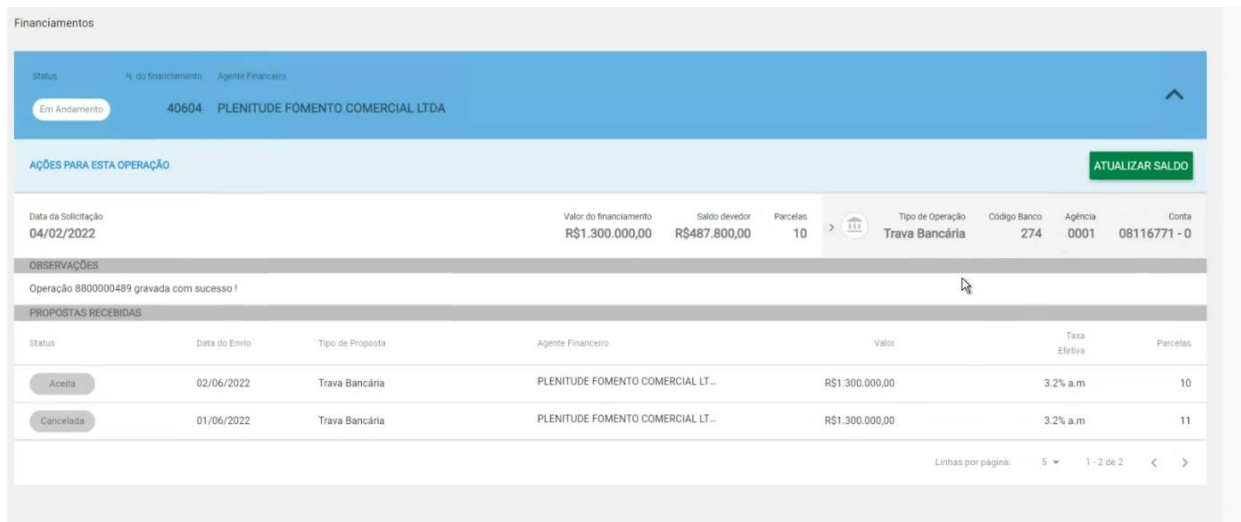 Financiamentos
Status N. do financiamento Agente Financeiro
Em Andamento 40604 PLENITUDE FOMENTO COMERCIAL LTDA
AÇÕES PARA ESTA OPERAÇÃO ATUALIZAR SALDO
Data da Solicitação Valor do financiamento Saldo devedor Parcelas Tipo de Operação Código Banco Agência Conta
04/02/2022 R$1.300.000,00 R$487.800,00 10 Trava Bancária 274 0001 08116771 - 0
OBSERVAÇÕES
Operação 8800000489 gravada com sucesso !
PROPOSTAS RECEBIDAS
Status Data do Envio Tipo de Proposta Agente Financeiro Valor Taxa Efetiva Parcelas
Aceita 02/06/2022 Trava Bancária PLENITUDE FOMENTO COMERCIAL LT... R$1.300.000,00 3.2% a.m 10
Cancelada 01/06/2022 Trava Bancária PLENITUDE FOMENTO COMERCIAL LT... R$1.300.000,00 3.2% a.m 11
Linhas por página: 5 1 - 2 de 2